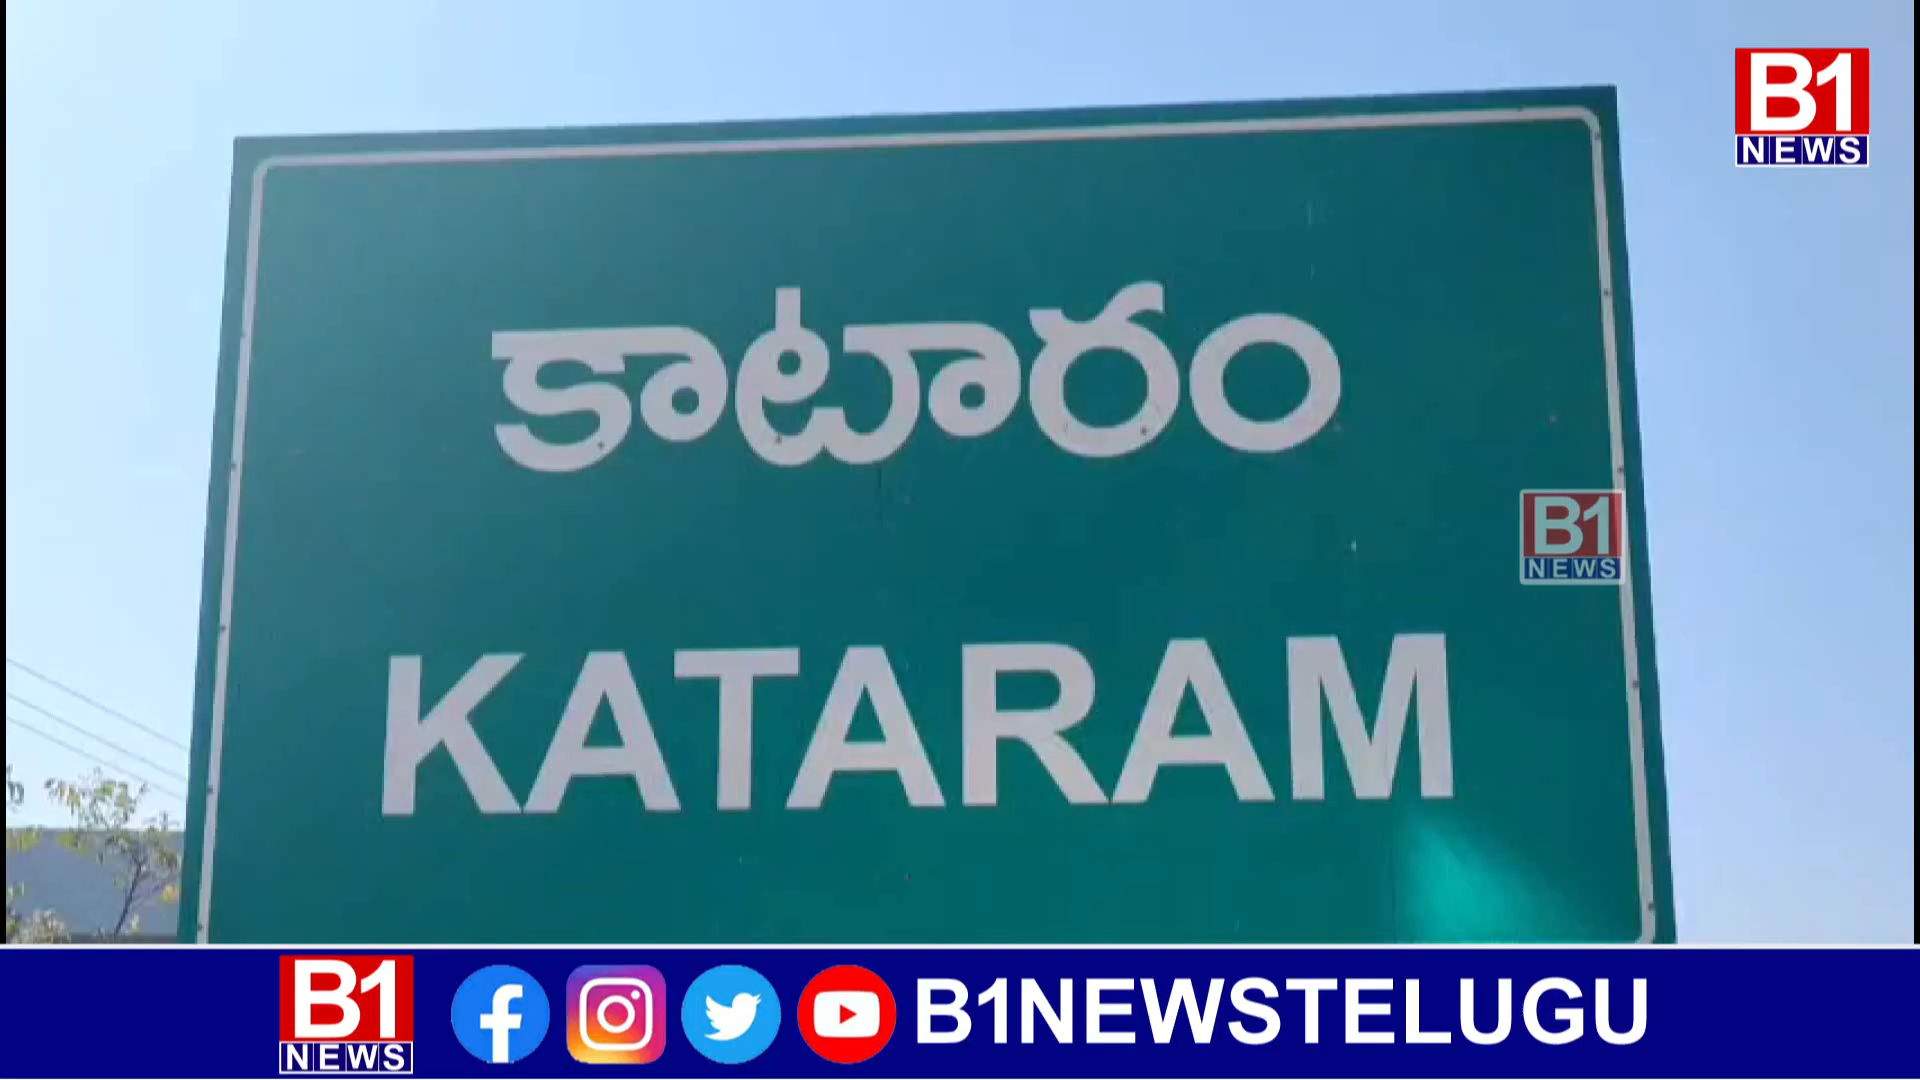 B1
NEWS
కాటారం
B1
NEWS
KATARAM
B1
NEWS
B1NEWSTELUGU